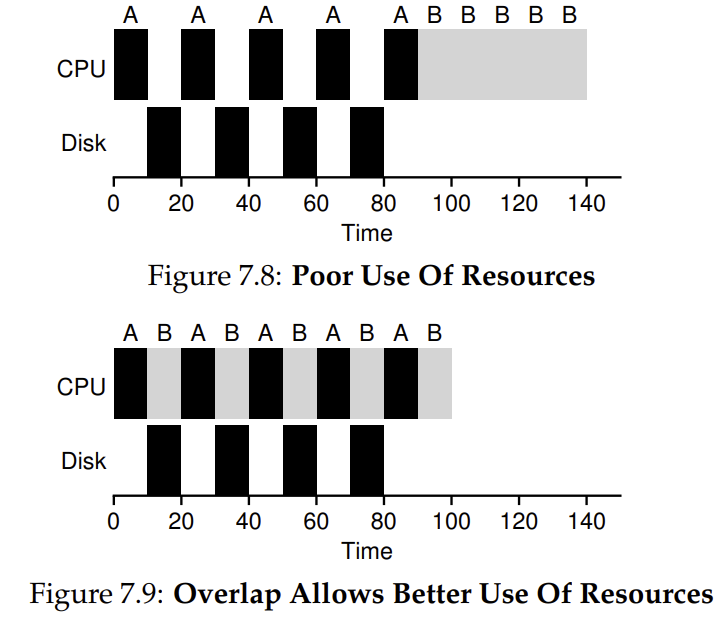 A A A A A B B B B B
CPU
Disk
0 20 40 60 80 100 120 140
Time
Figure 7.8: Poor Use Of Resources
A B A B A B A B A B
CPU
Disk
0 20 40 60 80 100 120 140
Time
Figure 7.9: Overlap Allows Better Use Of Resources